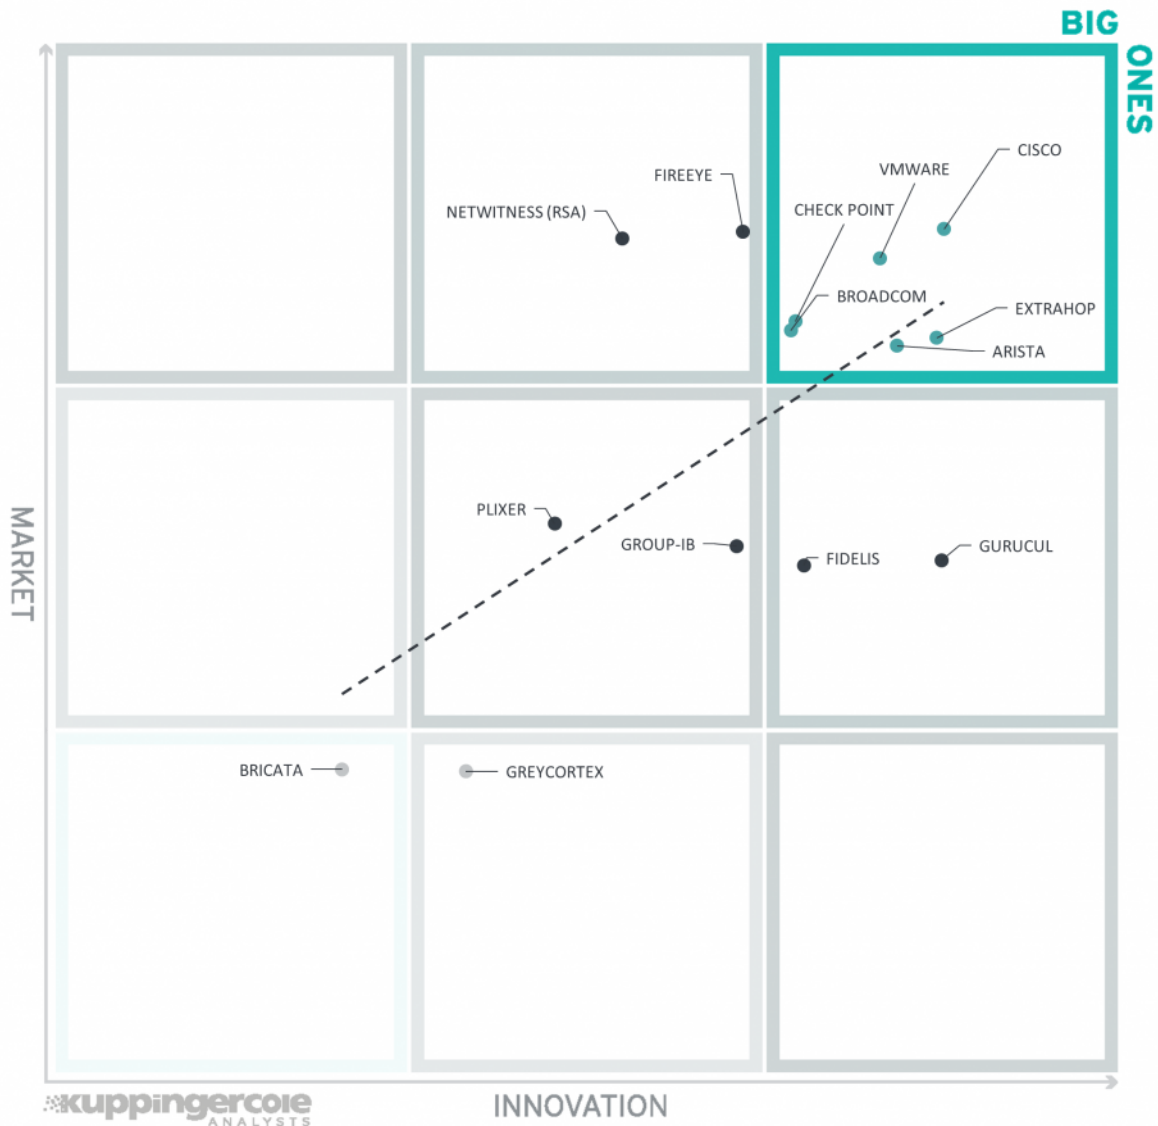 BIG
ONES
CISCO
VMWARE
FIREEYE
CHECK POINT
NETWITNESS (RSA)
BROADCOM
EXTRAHOP
ARISTA
PLIXER
GROUP-IB
GURUCUL
FIDELIS
MARKET
BRICATA
GREYCORTEX
kuppingercole
ANALYSTS
INNOVATION